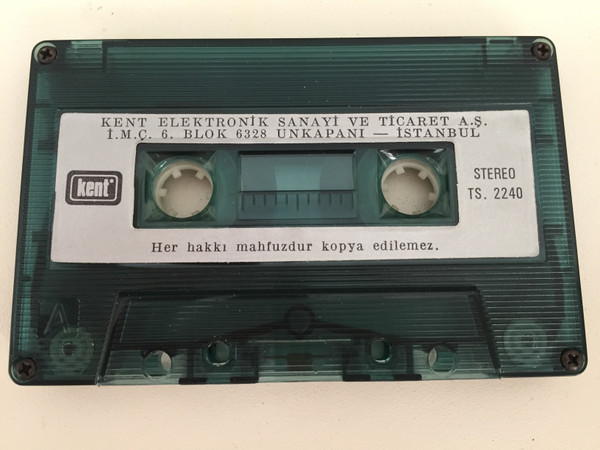 KENT ELEKTRONİK SANAYİ VE TİCARET A.Ş.
İ.M.Ç. 6. BLOK 6328 UNKAPANI — İSTANBUL
kent
STEREO
TS. 2240
Her hakkı mahfuzdur kopya edilemez.
A